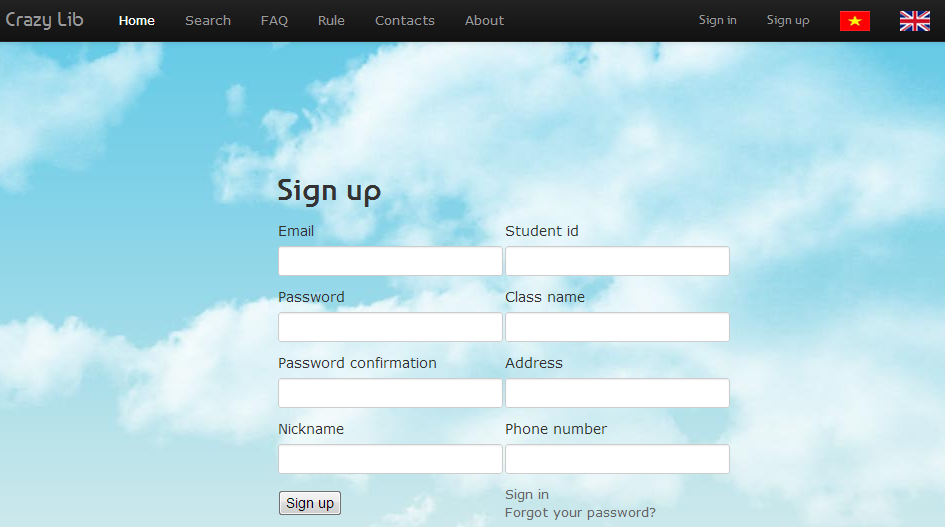 Crazy Lib Home Search FAQ Rule Contacts About Sign in Sign up
Sign up
Email Student id
Password Class name
Password confirmation Address
Nickname Phone number
Sign up Sign in
Forgot your password?